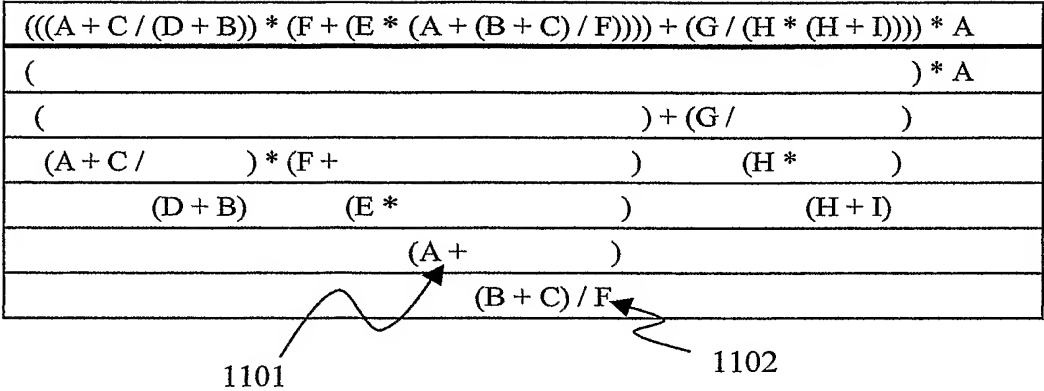 (((A + C / (D + B)) * (F + (E * (A + (B + C) / F)))) + (G / (H * (H + I)))) * A
( ) * A
( ) + (G / )
(A + C / ) * (F + ) (H * )
(D + B) (E * ) (H + I)
(A + )
(B + C) / F
1101
1102